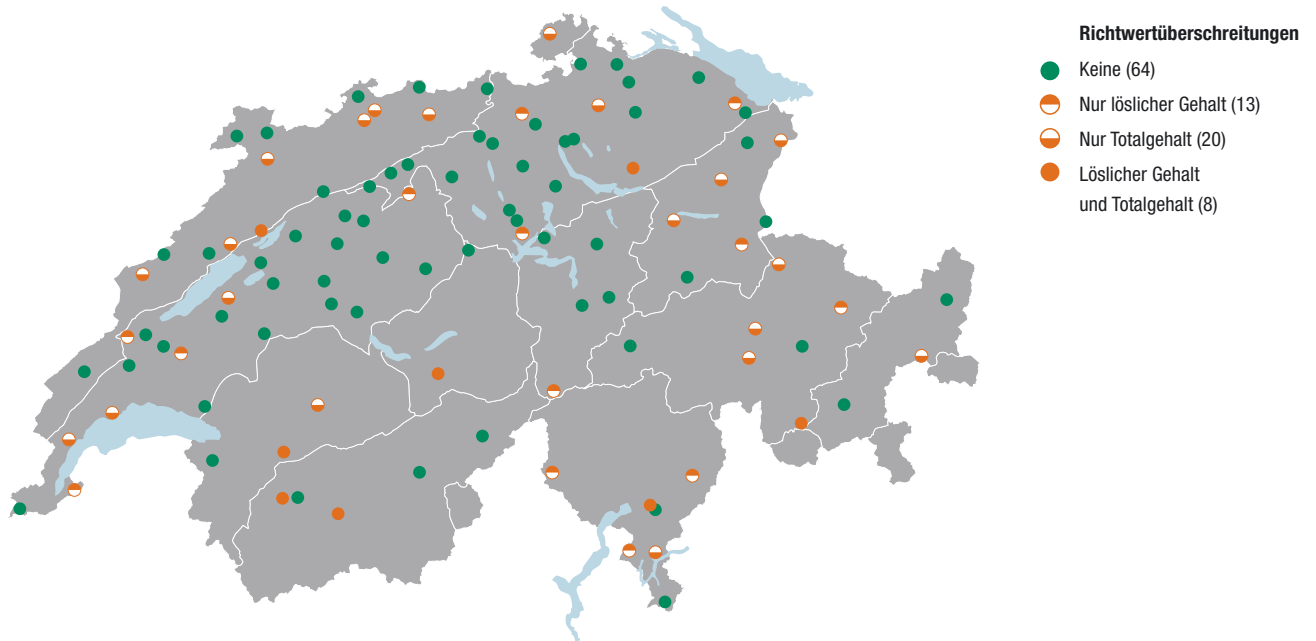 Richtwertüberschreitungen
Keine (64)
Nur löslicher Gehalt (13)
Nur Totalgehalt (20)
Löslicher Gehalt
und Totalgehalt (8)